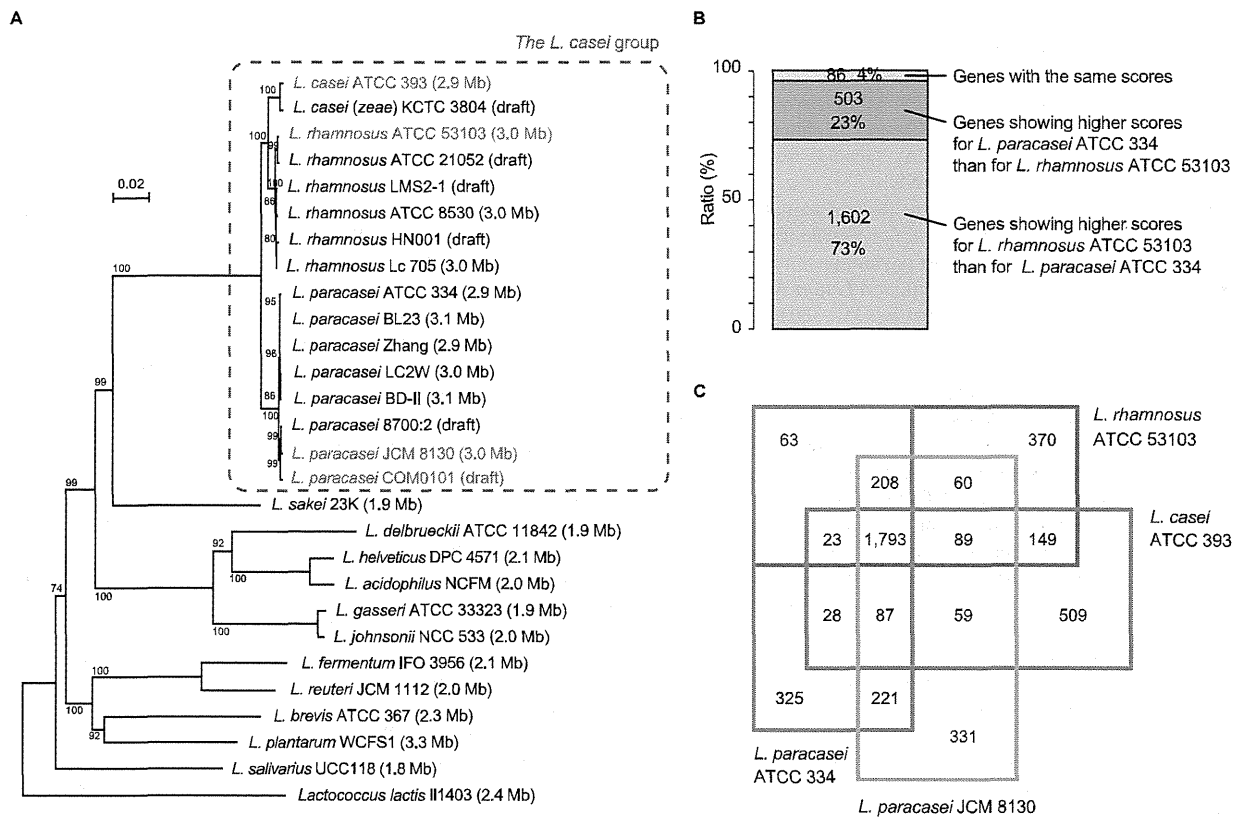 A
The L. casei group
L. casei ATCC 393 (2.9 Mb)
L. casei (zeae) KCTC 3804 (draft)
L. rhamnosus ATCC 53103 (3.0 Mb)
L. rhamnosus ATCC 21052 (draft)
L. rhamnosus LMS2-1 (draft)
L. rhamnosus ATCC 8530 (3.0 Mb)
L. rhamnosus HN001 (draft)
L. rhamnosus Lc 705 (3.0 Mb)
L. paracasei ATCC 334 (2.9 Mb)
L. paracasei BL23 (3.1 Mb)
L. paracasei Zhang (2.9 Mb)
L. paracasei LC2W (3.0 Mb)
L. paracasei BD-II (3.1 Mb)
L. paracasei 8700:2 (draft)
L. paracasei JCM 8130 (3.0 Mb)
L. paracasei COM0101 (draft)
L. sakei 23K (1.9 Mb)
L. delbrueckii ATCC 11842 (1.9 Mb)
L. helveticus DPC 4571 (2.1 Mb)
L. acidophilus NCFM (2.0 Mb)
L. gasseri ATCC 33323 (1.9 Mb)
L. johnsonii NCC 533 (2.0 Mb)
L. fermentum IFO 3956 (2.1 Mb)
L. reuteri JCM 1112 (2.0 Mb)
L. brevis ATCC 367 (2.3 Mb)
L. plantarum WCFS1 (3.3 Mb)
L. salivarius UCC118 (1.8 Mb)
Lactococcus lactis Il1403 (2.4 Mb)
0.02
100
100
99
86
80
95
96
86
100
99
99
100
99
99
92
100
100
100
74
100
100
92
B
Ratio (%)
100
50
0
86 4%
503
23%
1,602
73%
Genes with the same scores
Genes showing higher scores
for L. paracasei ATCC 334
than for L. rhamnosus ATCC 53103
Genes showing higher scores
for L. rhamnosus ATCC 53103
than for L. paracasei ATCC 334
C
L. rhamnosus
ATCC 53103
L. casei
ATCC 393
L. paracasei
ATCC 334
L. paracasei JCM 8130
63
370
208
60
23
1,793
89
149
28
87
59
509
325
221
331